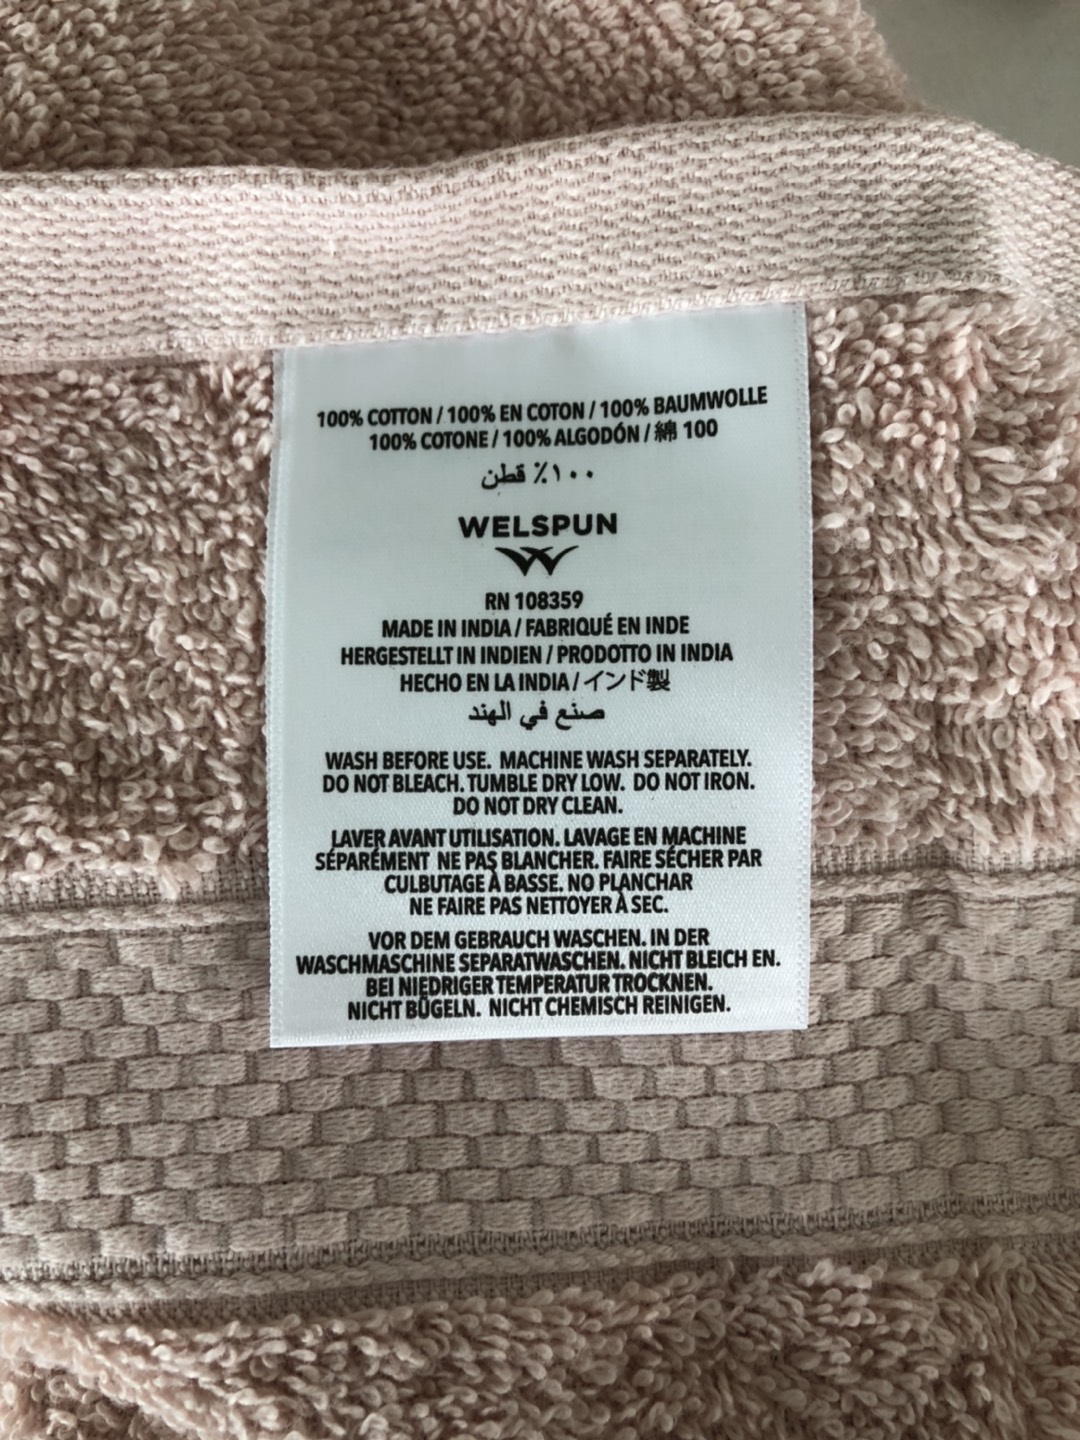 100% COTTON / 100% EN COTON / 100% BAUMWOLLE
100% COTONE / 100% ALGODÓN / 綿 100
١٠٠٪ قطن
WELSPUN
RN 108359
MADE IN INDIA / FABRIQUÉ EN INDE
HERGESTELLT IN INDIEN / PRODOTTO IN INDIA
HECHO EN LA INDIA / インド製
صنع في الهند
WASH BEFORE USE. MACHINE WASH SEPARATELY.
DO NOT BLEACH. TUMBLE DRY LOW. DO NOT IRON.
DO NOT DRY CLEAN.
LAVER AVANT UTILISATION. LAVAGE EN MACHINE
SÉPARÉMENT NE PAS BLANCHER. FAIRE SÉCHER PAR
CULBUTAGE À BASSE. NO PLANCHAR
NE FAIRE PAS NETTOYER À SEC.
VOR DEM GEBRAUCH WASCHEN. IN DER
WASCHMASCHINE SEPARATWASCHEN. NICHT BLEICH EN.
BEI NIEDRIGER TEMPERATUR TROCKNEN.
NICHT BÜGELN. NICHT CHEMISCH REINIGEN.